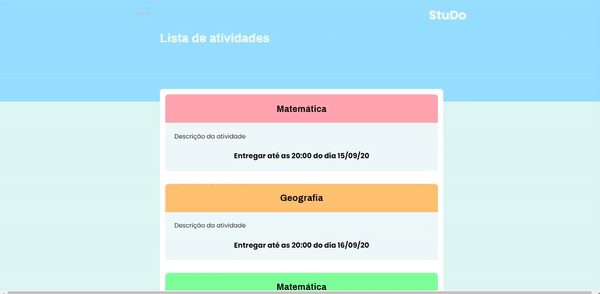 StuDo
Lista de atividades
Matemática
Descrição da atividade
Entregar até as 20:00 do dia 15/09/20
Geografia
Descrição da atividade
Entregar até as 20:00 do dia 16/09/20
Matemática